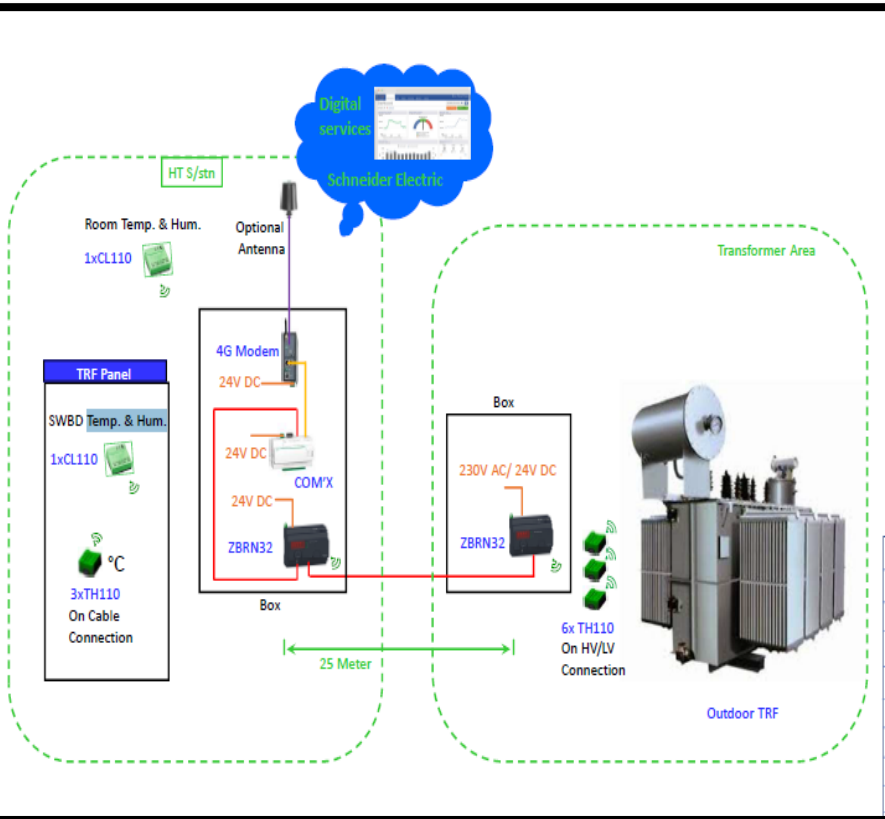 Digital
services
Schneider Electric
HT S/stn
Room Temp. & Hum.
1xCL110
Optional
Antenna
Transformer Area
4G Modem
24V DC
TRF Panel
SWBD Temp. & Hum.
1xCL110
24V DC
COM'X
24V DC
ZBRN32
Box
Box
230V AC/ 24V DC
ZBRN32
°C
3xTH110
On Cable
Connection
6x TH110
On HV/LV
Connection
25 Meter
Outdoor TRF